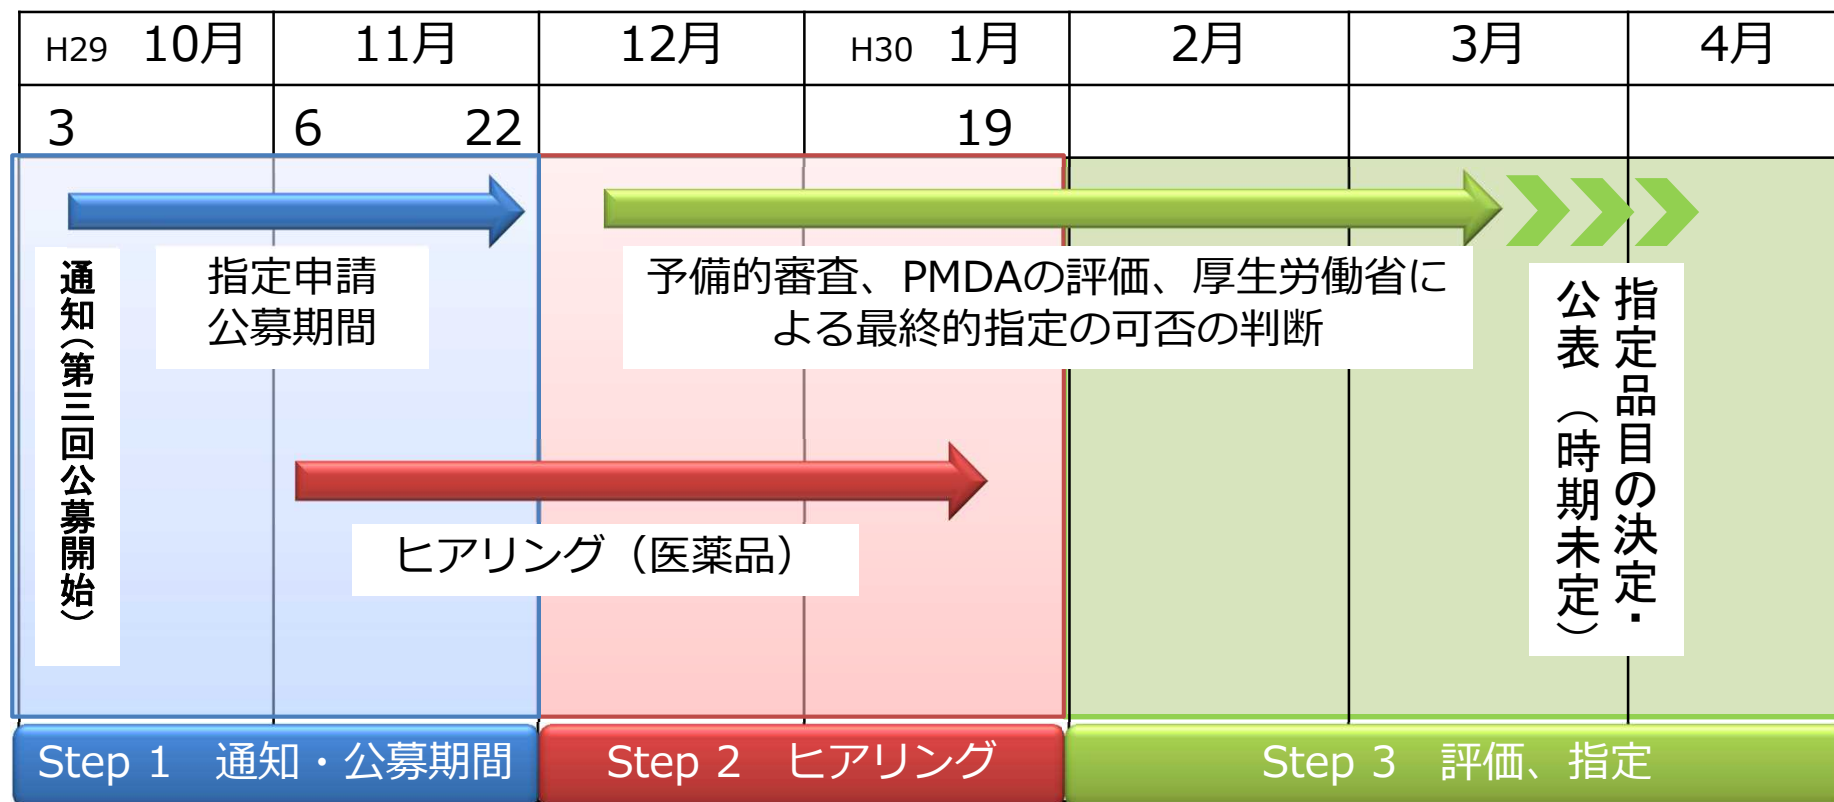 H29 10月
11月
12月
H30 1月
2月
3月
4月
3
6
22
19
通知（第三回公募開始）
指定申請
公募期間
予備的審査、PMDAの評価、厚生労働省に
よる最終的指定の可否の判断
指定品目の決定・
公表（時期未定）
ヒアリング（医薬品）
Step 1　通知・公募期間
Step 2　ヒアリング
Step 3　評価、指定